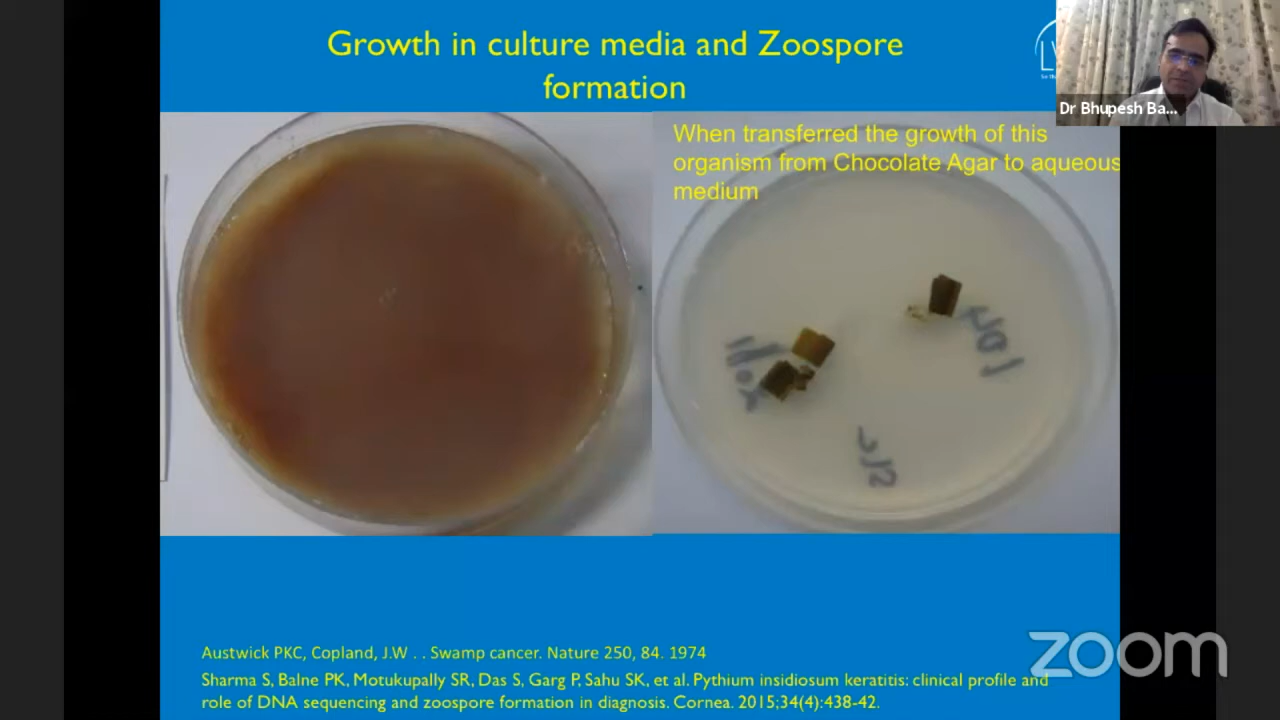 Growth in culture media and Zoospore
formation
Dr Bhupesh Ba...
When transferred the growth of this
organism from Chocolate Agar to aqueous
medium
Austwick PKC, Copland, J.W . . Swamp cancer. Nature 250, 84. 1974
Sharma S, Balne PK, Motukupally SR, Das S, Garg P, Sahu SK, et al. Pythium insidiosum keratitis: clinical profile and
role of DNA sequencing and zoospore formation in diagnosis. Cornea. 2015;34(4):438-42.
zoom